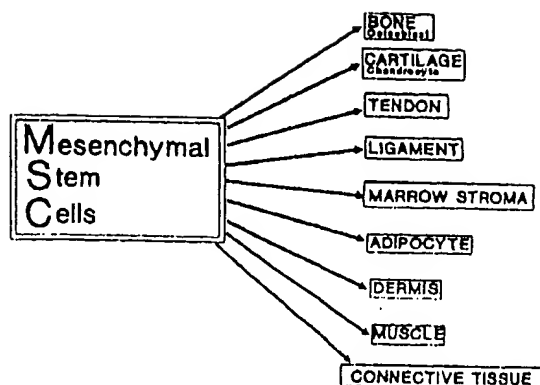 BONE
Osteoblast
CARTILAGE
Chondrocyte
TENDON
Mesenchymal
Stem
Cells
LIGAMENT
MARROW STROMA
ADIPOCYTE
DERMIS
MUSCLE
CONNECTIVE TISSUE